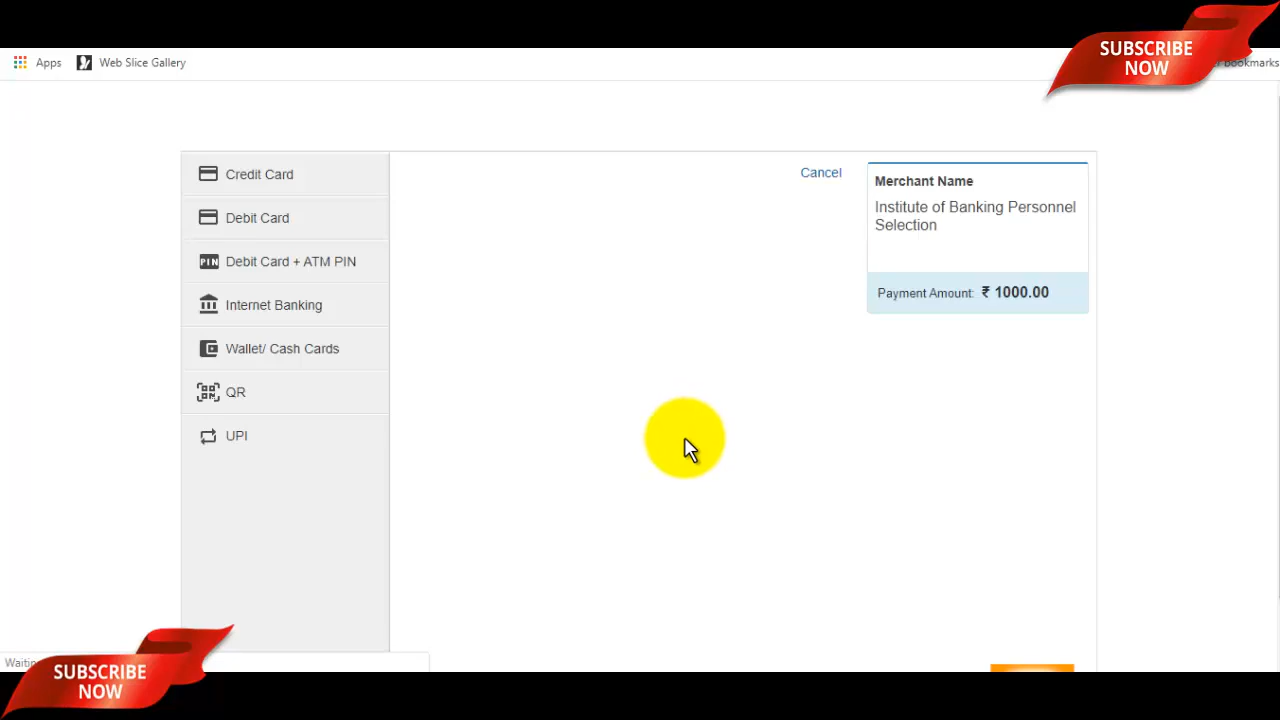 SUBSCRIBE
NOW
Apps
Web Slice Gallery
bookmarks
Credit Card
Debit Card
PIN Debit Card + ATM PIN
Internet Banking
Wallet/ Cash Cards
QR
UPI
Cancel
Merchant Name
Institute of Banking Personnel
Selection
Payment Amount: ₹ 1000.00
SUBSCRIBE
NOW